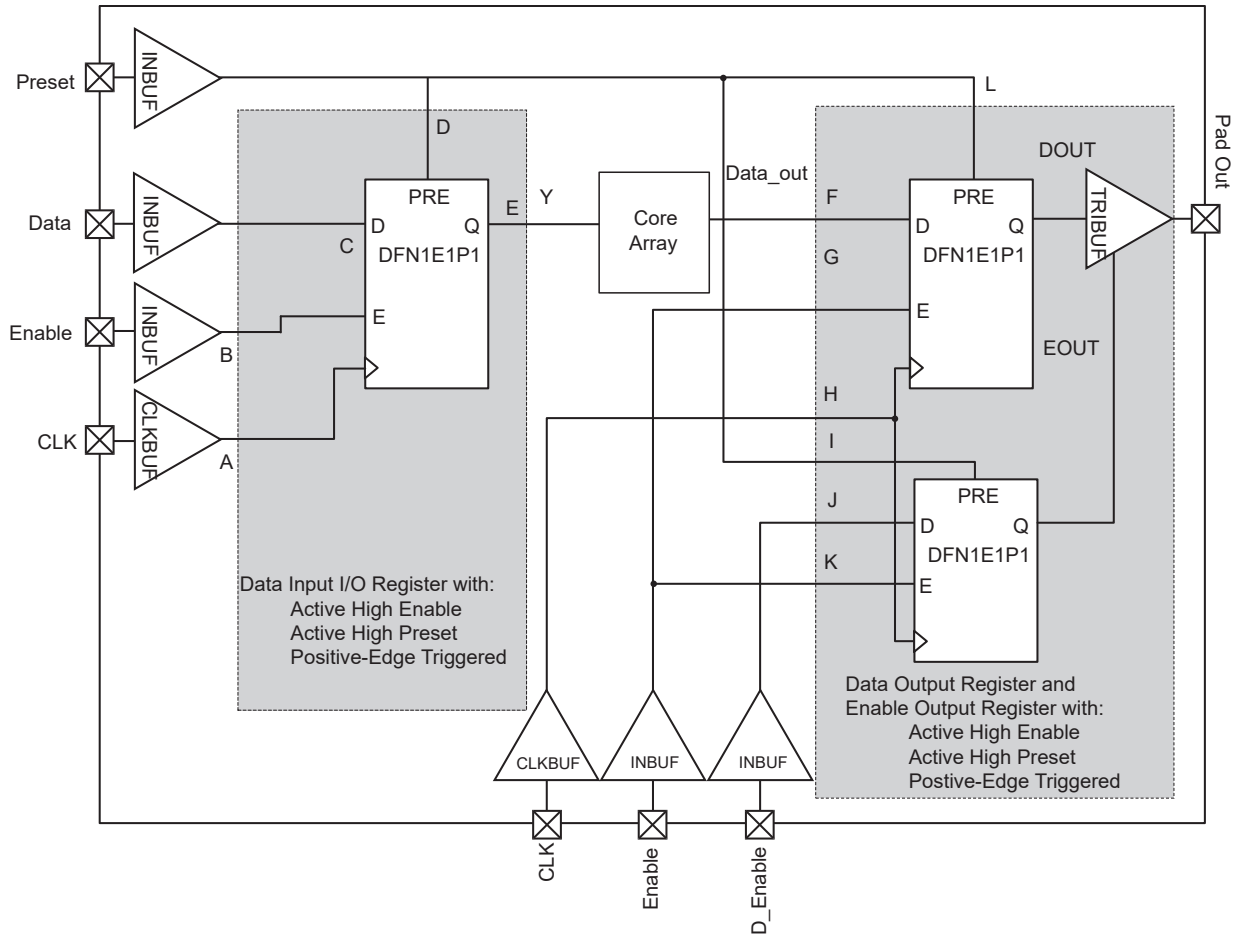 Preset
INBUF
D
L
Data
INBUF
C
PRE
D
Q
DFN1E1P1
E
E
Y
Core
Array
Data_out
F
G
PRE
D
Q
DFN1E1P1
E
DOUT
TRIBUF
Pad Out
EOUT
Enable
INBUF
B
CLK
CLKBUF
A
H
I
J
K
PRE
D
Q
DFN1E1P1
E
Data Input I/O Register with:
Active High Enable
Active High Preset
Positive-Edge Triggered
Data Output Register and
Enable Output Register with:
Active High Enable
Active High Preset
Postive-Edge Triggered
CLKBUF
INBUF
INBUF
CLK
Enable
D_Enable